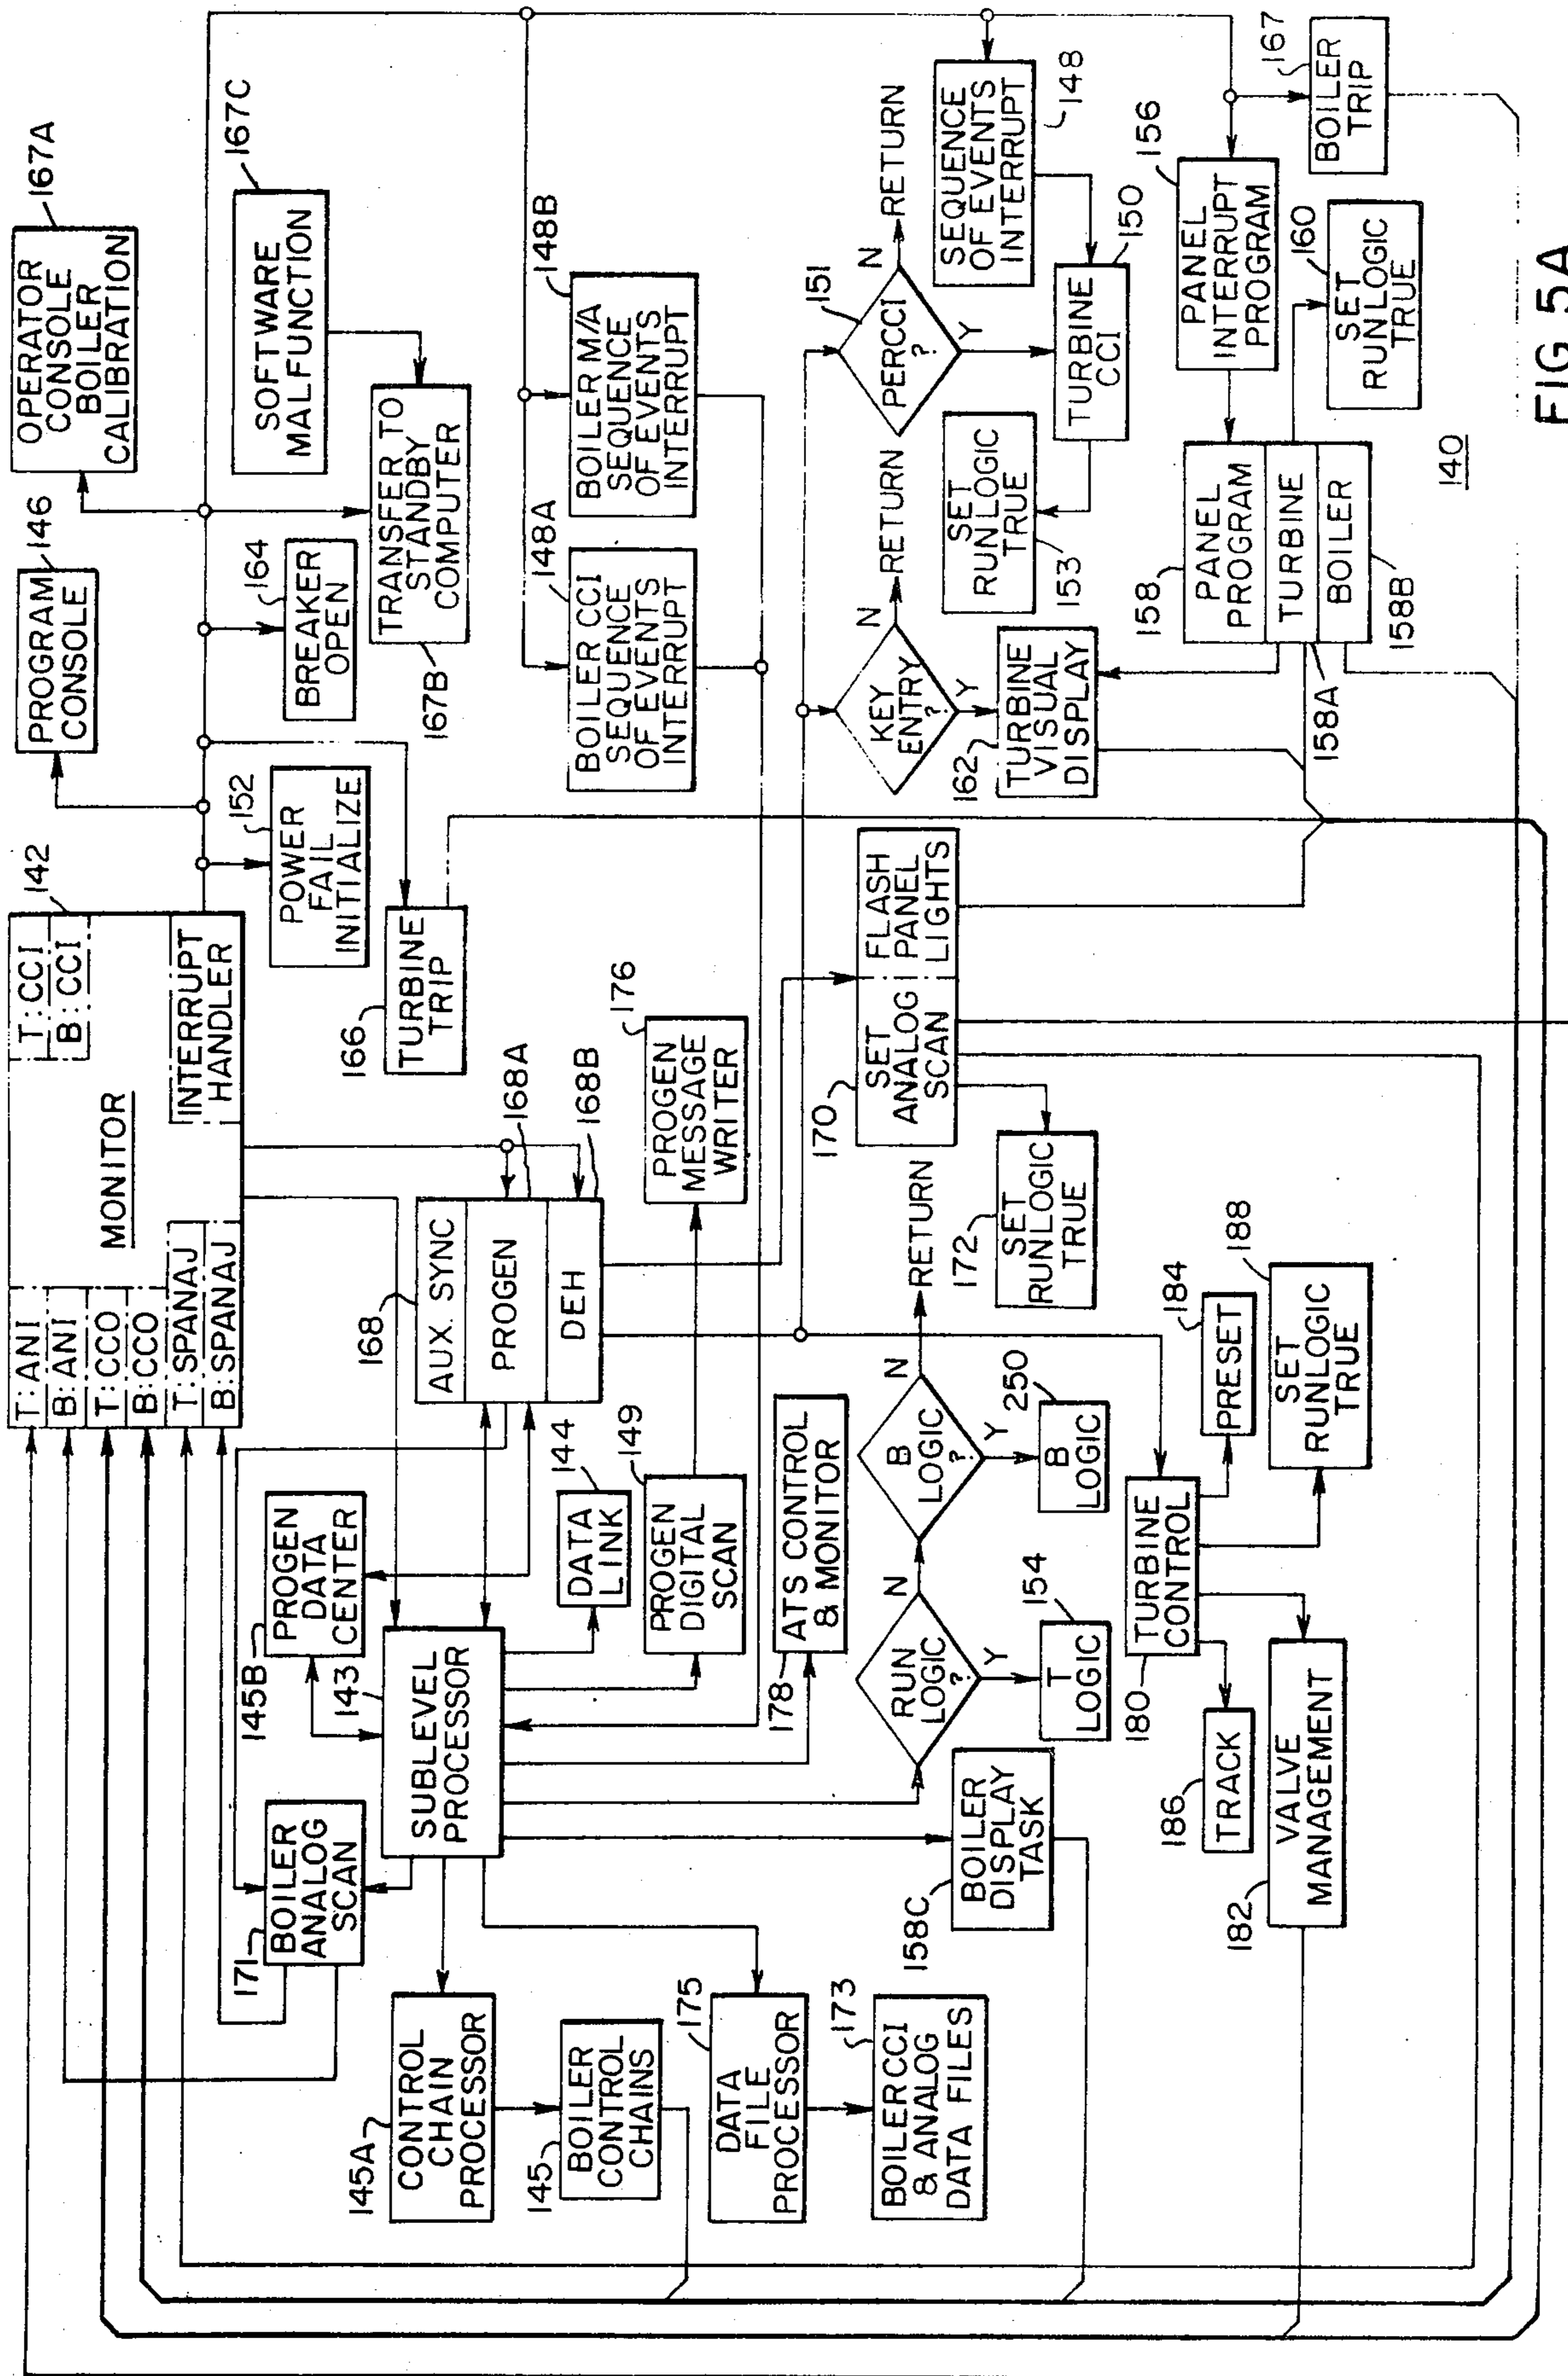 T: ANI
B: ANI
T: CCO
B: CCO
T: SPANAJ
B: SPANAJ
MONITOR
T: CCI
B: CCI
142
INTERRUPT
HANDLER
PROGRAM
CONSOLE
146
OPERATOR
CONSOLE
BOILER
CALIBRATION
167A
152
POWER
FAIL
INITIALIZE
164
BREAKER
OPEN
SOFTWARE
MALFUNCTION
167C
166
TURBINE
TRIP
TRANSFER TO
STANDBY
COMPUTER
167B
171
BOILER
ANALOG
SCAN
145B
PROGEN
DATA
CENTER
143
SUBLEVEL
PROCESSOR
168
AUX. SYNC
PROGEN
168A
DEH
168B
144
DATA
LINK
149
PROGEN
DIGITAL
SCAN
176
PROGEN
MESSAGE
WRITER
148A
BOILER CCI
SEQUENCE
OF EVENTS
INTERRUPT
148B
BOILER M/A
SEQUENCE
OF EVENTS
INTERRUPT
145A
CONTROL
CHAIN
PROCESSOR
145
BOILER
CONTROL
CHAINS
175
DATA
FILE
PROCESSOR
173
BOILER CCI
& ANALOG
DATA FILES
178
ATS CONTROL
& MONITOR
RUN
LOGIC
?
N
Y
B
LOGIC
?
N
RETURN
Y
154
T
LOGIC
250
B
LOGIC
158C
BOILER
DISPLAY
TASK
170
SET
ANALOG
SCAN
FLASH
PANEL
LIGHTS
172
SET
RUNLOGIC
TRUE
KEY
ENTRY
?
N
RETURN
Y
162
TURBINE
VISUAL
DISPLAY
151
PERCCI
?
N
RETURN
Y
SEQUENCE
OF EVENTS
INTERRUPT
148
150
TURBINE
CCI
SET
RUNLOGIC
TRUE
153
180
TURBINE
CONTROL
184
PRESET
188
SET
RUNLOGIC
TRUE
186
TRACK
182
VALVE
MANAGEMENT
158
PANEL
PROGRAM
TURBINE
BOILER
158A
158B
156
PANEL
INTERRUPT
PROGRAM
160
SET
RUNLOGIC
TRUE
167
BOILER
TRIP
140
FIG. 5A